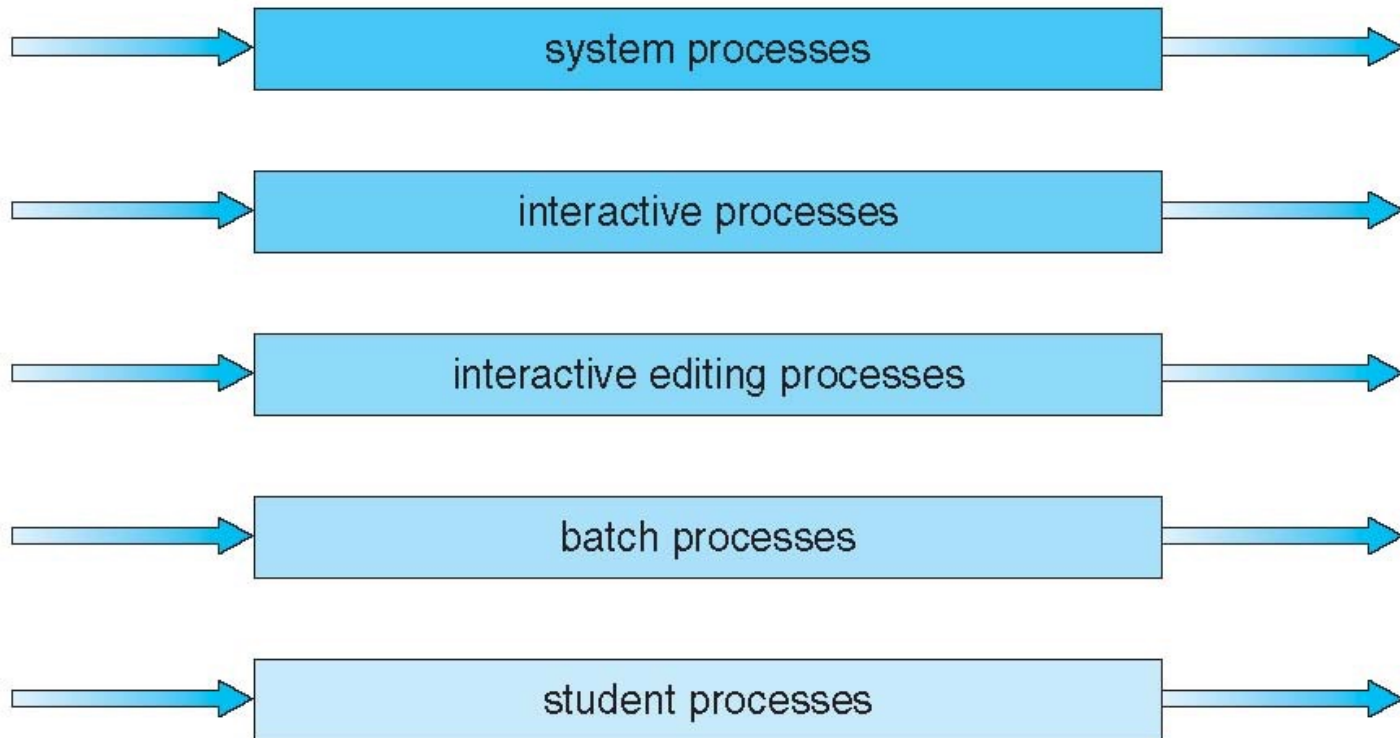 system processes
interactive processes
interactive editing processes
batch processes
student processes